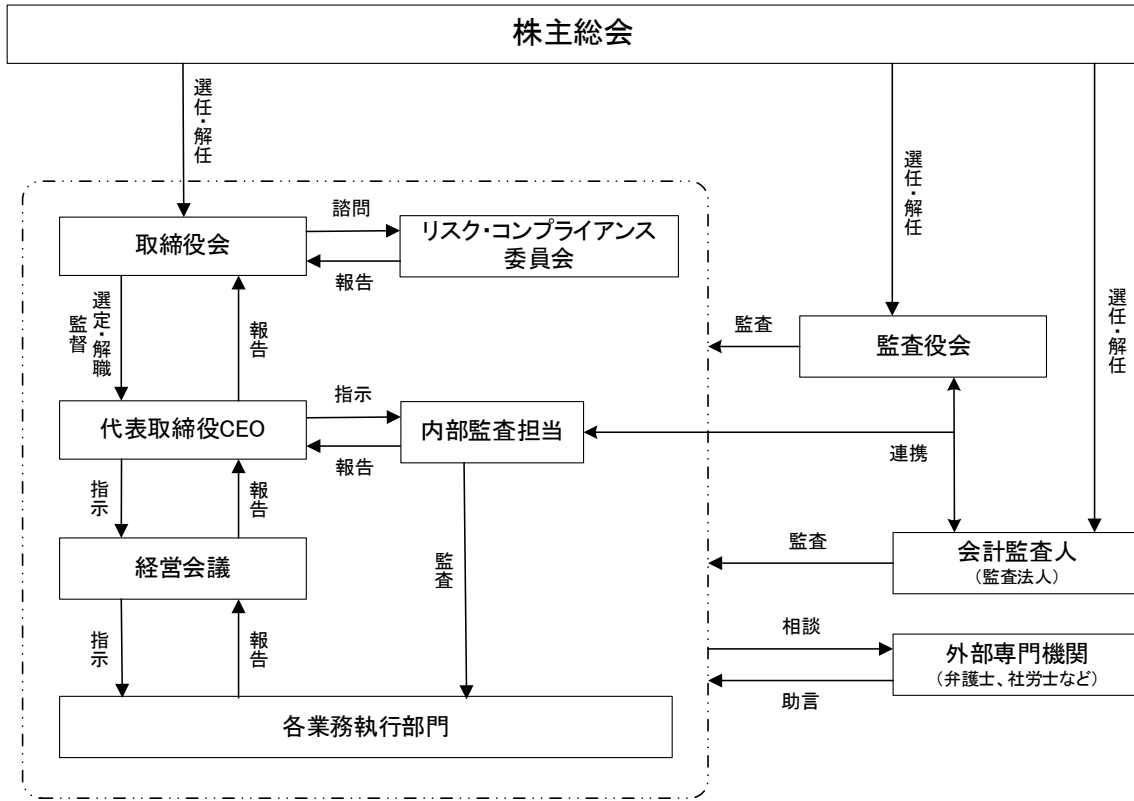 株主総会
選任・解任
選任・解任
選任・解任
取締役会
諮問
報告
リスク・コンプライアンス
委員会
選定・解職
監督
報告
監査
監査役会
代表取締役CEO
指示
報告
内部監査担当
連携
指示
報告
監査
経営会議
監査
会計監査人
（監査法人）
指示
報告
相談
助言
外部専門機関
（弁護士、社労士など）
各業務執行部門